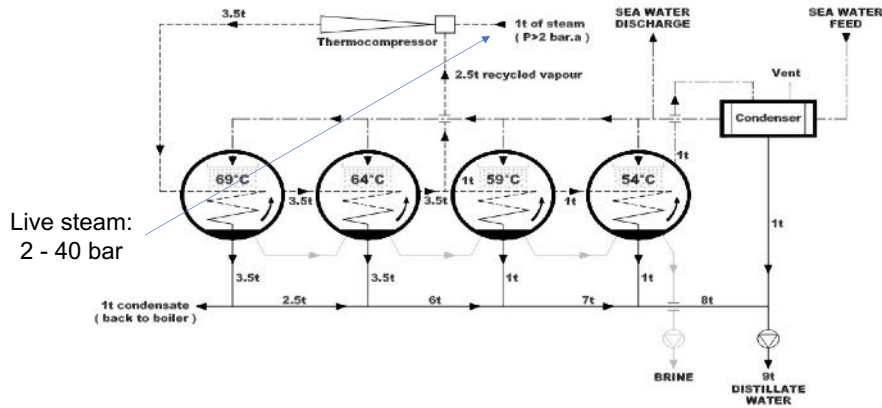 3.5t
Thermocompressor
1t of steam
( P>2 bar.a )
SEA WATER
DISCHARGE
SEA WATER
FEED
2.5t recycled vapour
Vent
Condenser
69°C
64°C
59°C
54°C
3.5t
3.5t
1t
1t
1t
Live steam:
2 - 40 bar
3.5t
3.5t
1t
1t
1t
1t condensate
( back to boiler )
2.5t
6t
7t
8t
BRINE
9t
DISTILLATE
WATER